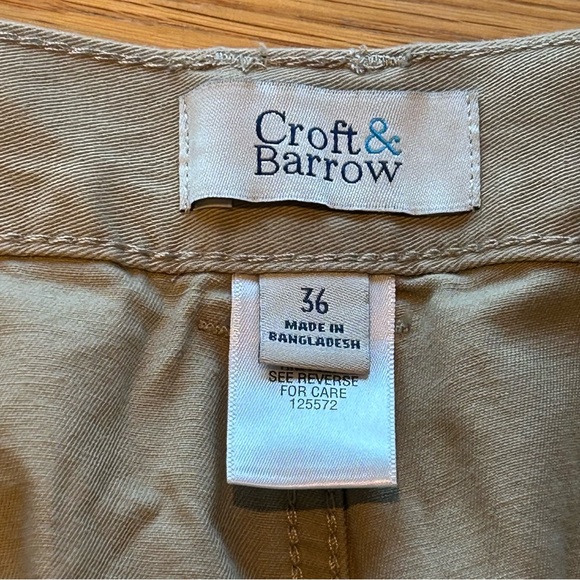 Croft&
Barrow
36
MADE IN
BANGLADESH
SEE REVERSE
FOR CARE
125572